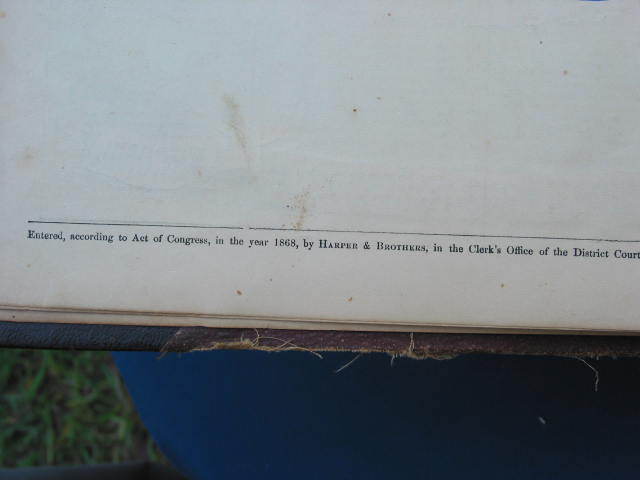 Entered, according to Act of Congress, in the year 1868, by HARPER & BROTHERS, in the Clerk's Office of the District Court